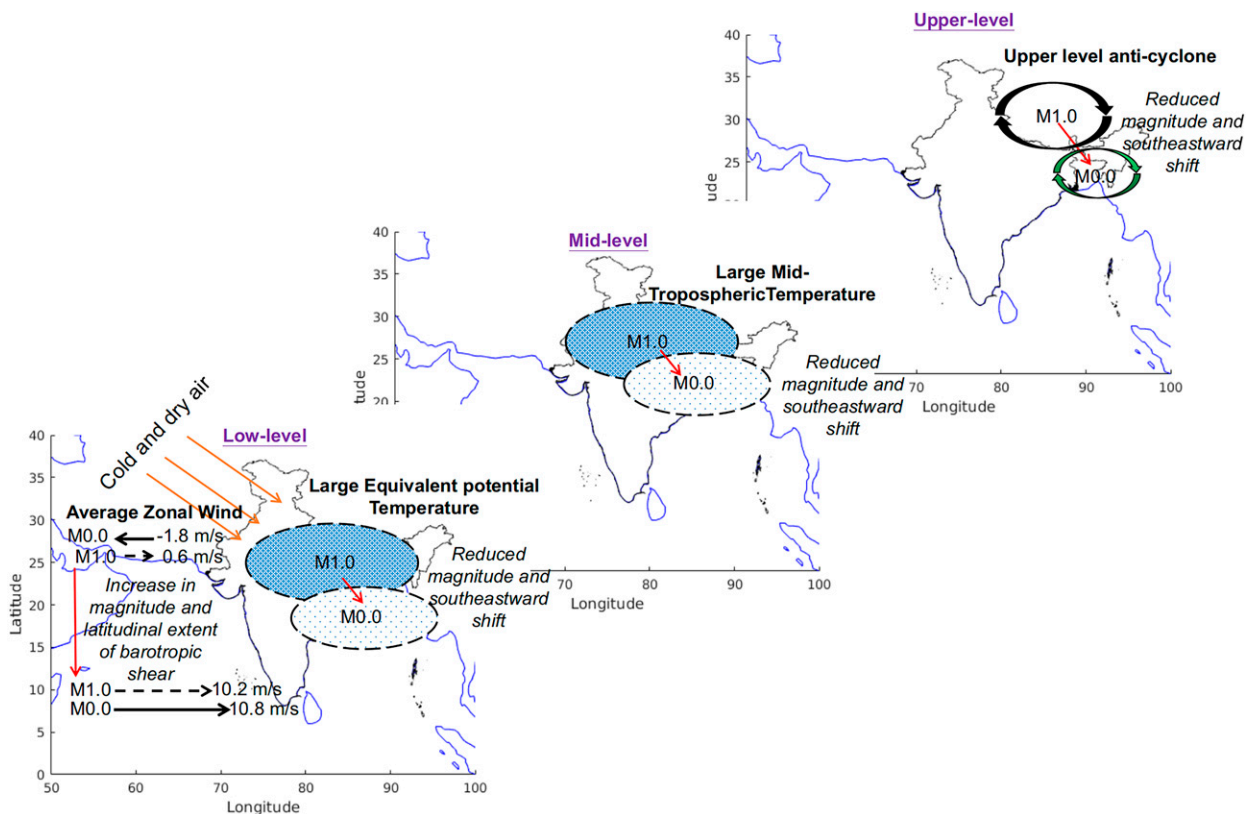 Upper-level
40
35
30
25
tude
Upper level anti-cyclone
M1.0
M0.0
Reduced
magnitude and
southeastward
shift
70
80
90
100
Longitude
Mid-level
40
35
30
25
20
tude
Large Mid-
TroposphericTemperature
M1.0
M0.0
Reduced
magnitude and
southeastward
shift
70
80
90
100
Longitude
Low-level
Cold and dry air
40
35
30
25
20
15
10
5
0
Latitude
Large Equivalent potential
Temperature
Average Zonal Wind
M0.0 -1.8 m/s
M1.0 0.6 m/s
Increase in
magnitude and
latitudinal extent
of barotropic
shear
M1.0 10.2 m/s
M0.0 10.8 m/s
M1.0
M0.0
Reduced
magnitude and
southeastward
shift
50
60
70
80
90
100
Longitude